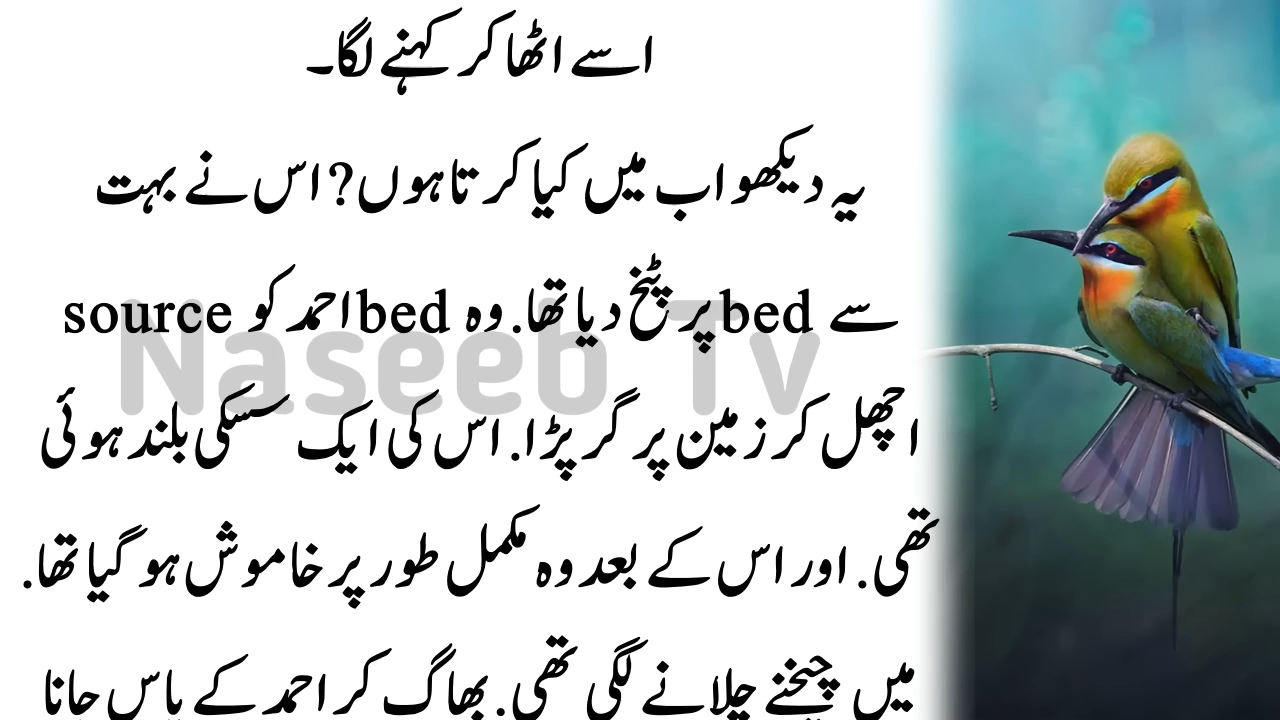 اسے اٹھا کر کہنے لگا۔
یہ دیکھو اب میں کیا کرتا ہوں? اس نے بہت
source سے bed پر پٹخ دیا تھا. وہ bed احمد کو
اچھل کر زمین پر گر پڑا. اس کی ایک سسکی بلند ہوئی
تھی. اور اس کے بعد وہ مکمل طور پر خاموش ہو گیا تھا.
میں چیخنے چلانے لگی تھی. بھاگ کر احمد کے پاس جانا
Naseeb Tv